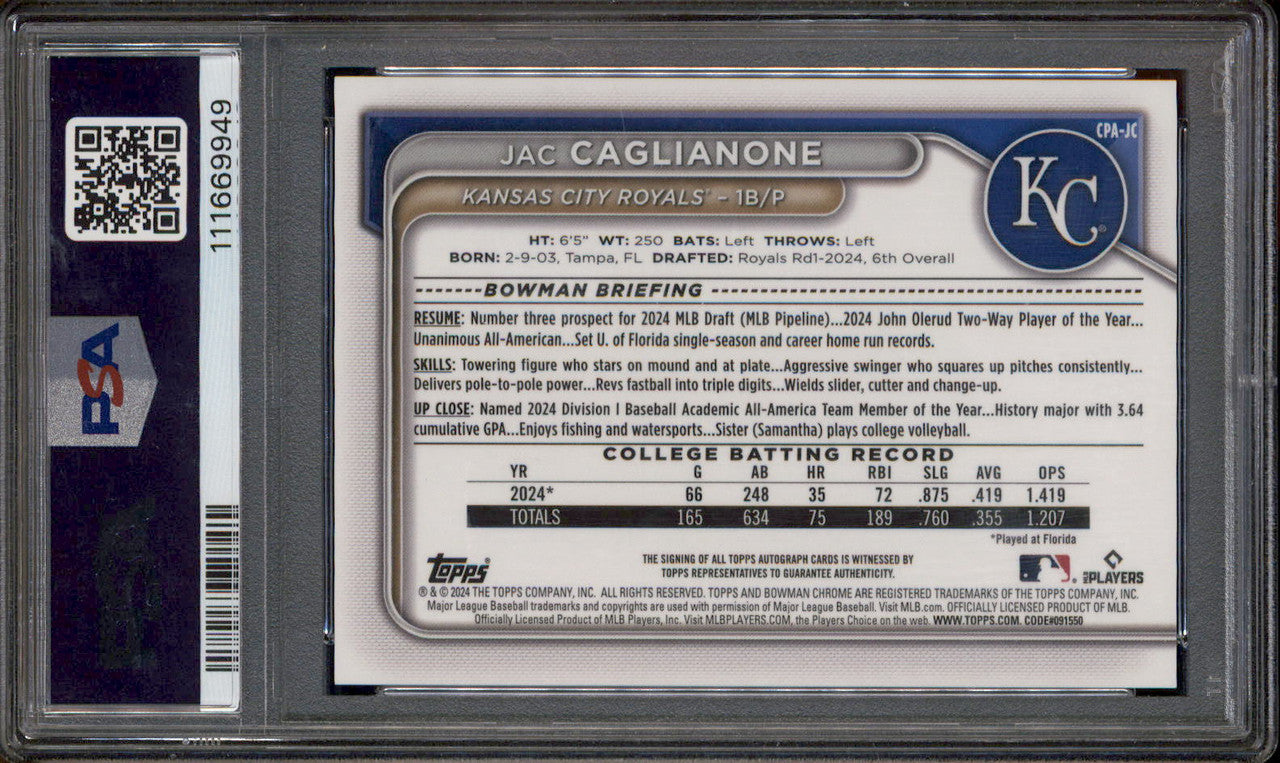 111669949
PSA
CPA-JC
JAC CAGLIANONE
KC
KANSAS CITY ROYALS - 1B/P
HT: 6'5" WT: 250 BATS: Left THROWS: Left
BORN: 2-9-03, Tampa, FL DRAFTED: Royals Rd1-2024, 6th Overall
BOWMAN BRIEFING
RESUME: Number three prospect for 2024 MLB Draft (MLB Pipeline)...2024 John Olerud Two-Way Player of the Year...
Unanimous All-American...Set U. of Florida single-season and career home run records.
SKILLS: Towering figure who stars on mound and at plate...Aggressive swinger who squares up pitches consistently...
Delivers pole-to-pole power...Revs fastball into triple digits...Wields slider, cutter and change-up.
UP CLOSE: Named 2024 Division I Baseball Academic All-America Team Member of the Year...History major with 3.64
cumulative GPA...Enjoys fishing and watersports...Sister (Samantha) plays college volleyball.
COLLEGE BATTING RECORD
YR G AB HR RBI SLG AVG OPS
2024* 66 248 35 72 .875 .419 1.419
TOTALS 165 634 75 189 .760 .355 1.207
*Played at Florida
Topps®
THE SIGNING OF ALL TOPPS AUTOGRAPH CARDS IS WITNESSED BY
TOPPS REPRESENTATIVES TO GUARANTEE AUTHENTICITY.
MLB PLAYERS
® & © 2024 THE TOPPS COMPANY, INC. ALL RIGHTS RESERVED. TOPPS AND BOWMAN CHROME ARE REGISTERED TRADEMARKS OF THE TOPPS COMPANY, INC.
Major League Baseball trademarks and copyrights are used with permission of Major League Baseball. Visit MLB.com. OFFICIALLY LICENSED PRODUCT OF MLB.
Officially Licensed Product of MLB Players, Inc. Visit MLBPLAYERS.COM, the Players Choice on the web. WWW.TOPPS.COM. CODE#091550